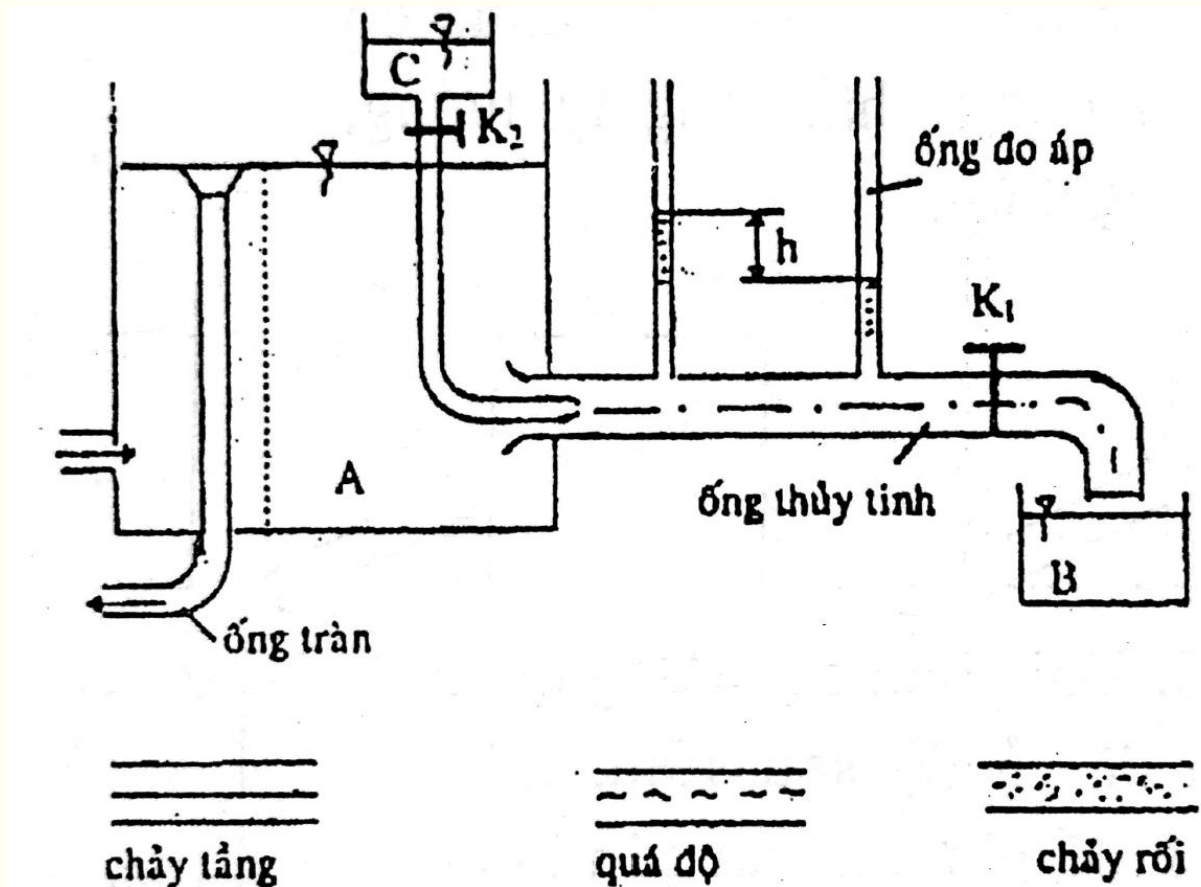 C
K₂
ống đo áp
h
K₁
A
ống thủy tinh
B
ống tràn
chảy tầng
quá độ
chảy rối